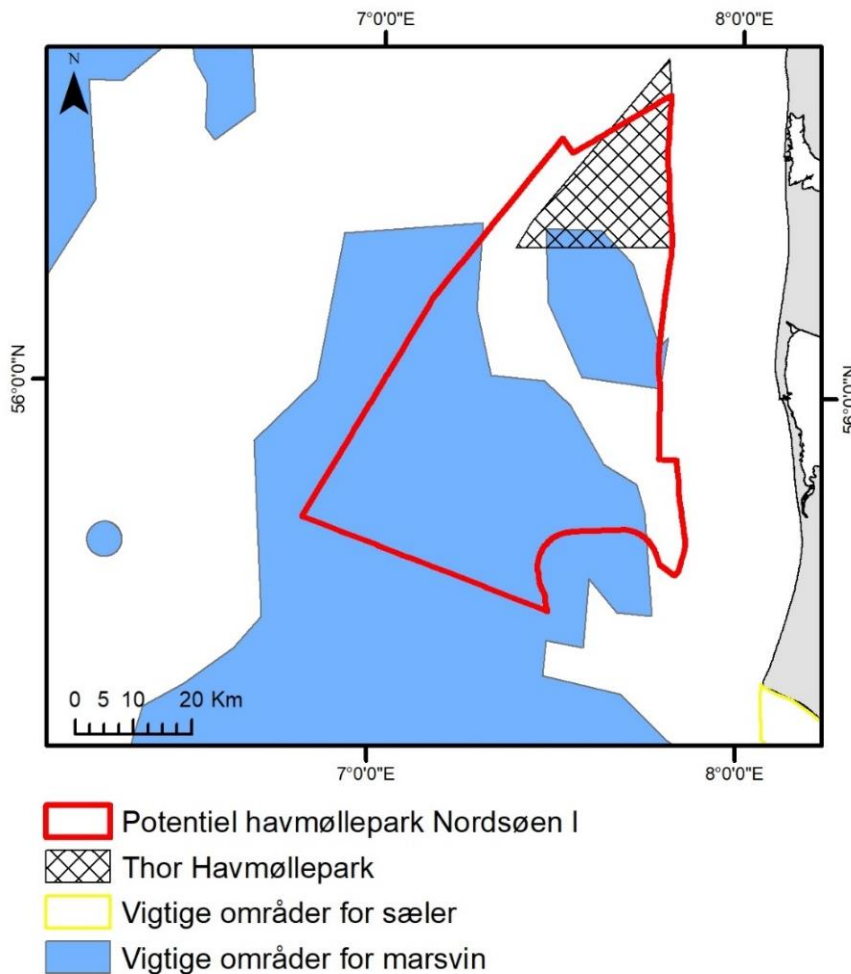 7°0'0"E 8°0'0"E
N
56°0'0"N 56°0'0"N
0 5 10 20 Km
7°0'0"E 8°0'0"E
Potentiel havmøllepark Nordsøen I
Thor Havmøllepark
Vigtige områder for sæler
Vigtige områder for marsvin